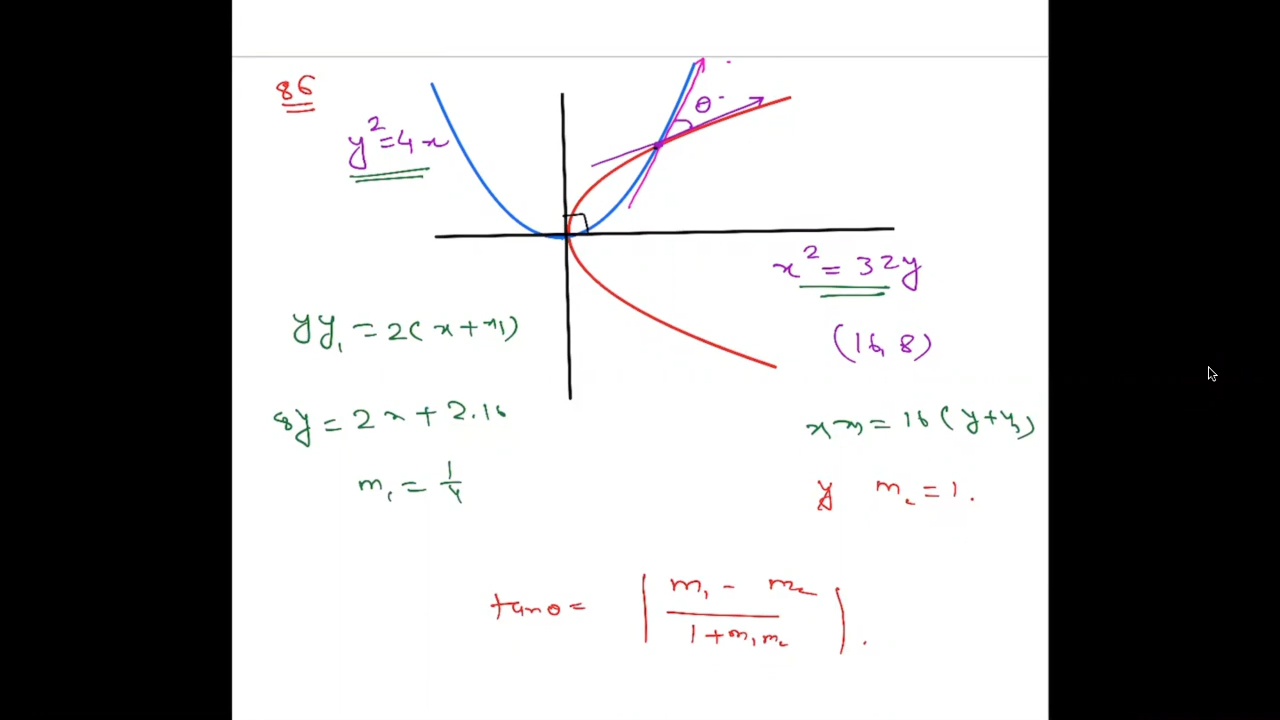 86
y²=4x
θ
x² = 32y
(16, 8)
yy₁ = 2(x+x₁)
8y = 2x + 2.16
xx₁ = 16(y+y₁)
m₁ = 1/4
y m₂ = 1.
tanθ = | m₁ - m₂ / 1+m₁m₂ |.